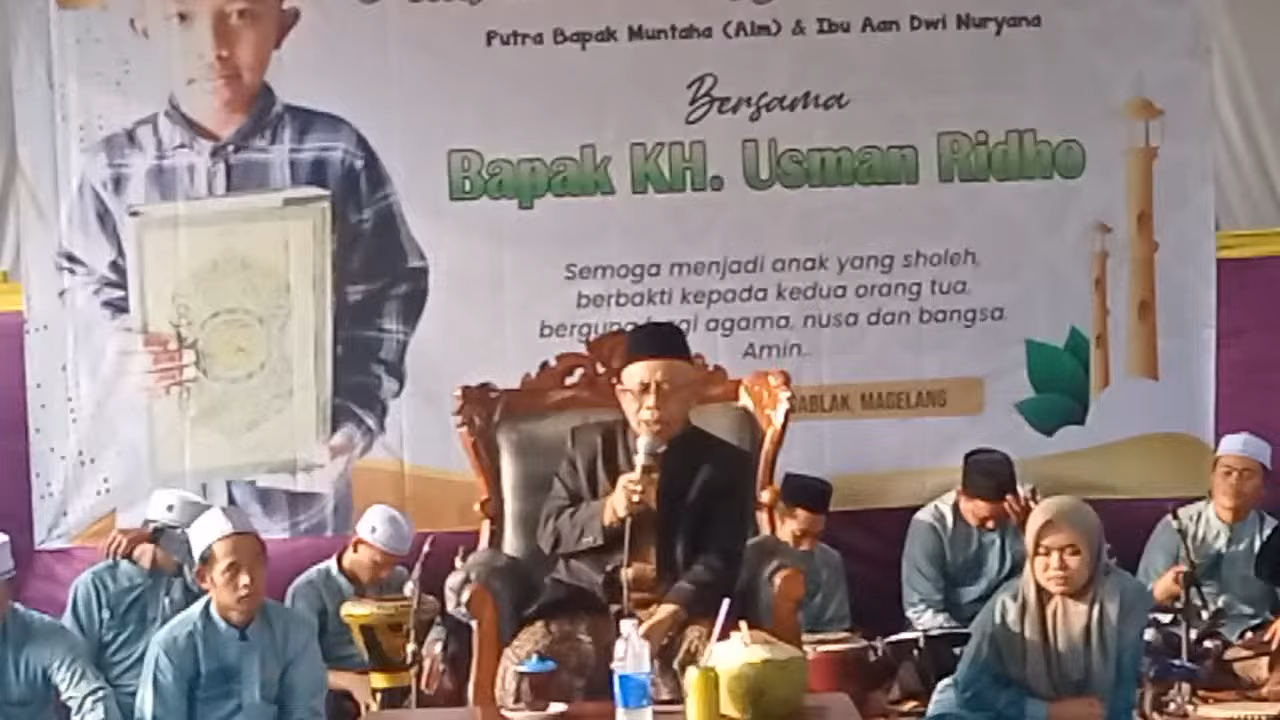 Putra Bapak Muntaha (Alm) & Ibu Aan Dwi Nuryana
Bersama
Bapak KH. Usman Ridho
Semoga menjadi anak yang sholeh,
berbakti kepada kedua orang tua,
agama, nusa dan bangsa.
Amin..
MAGELANG